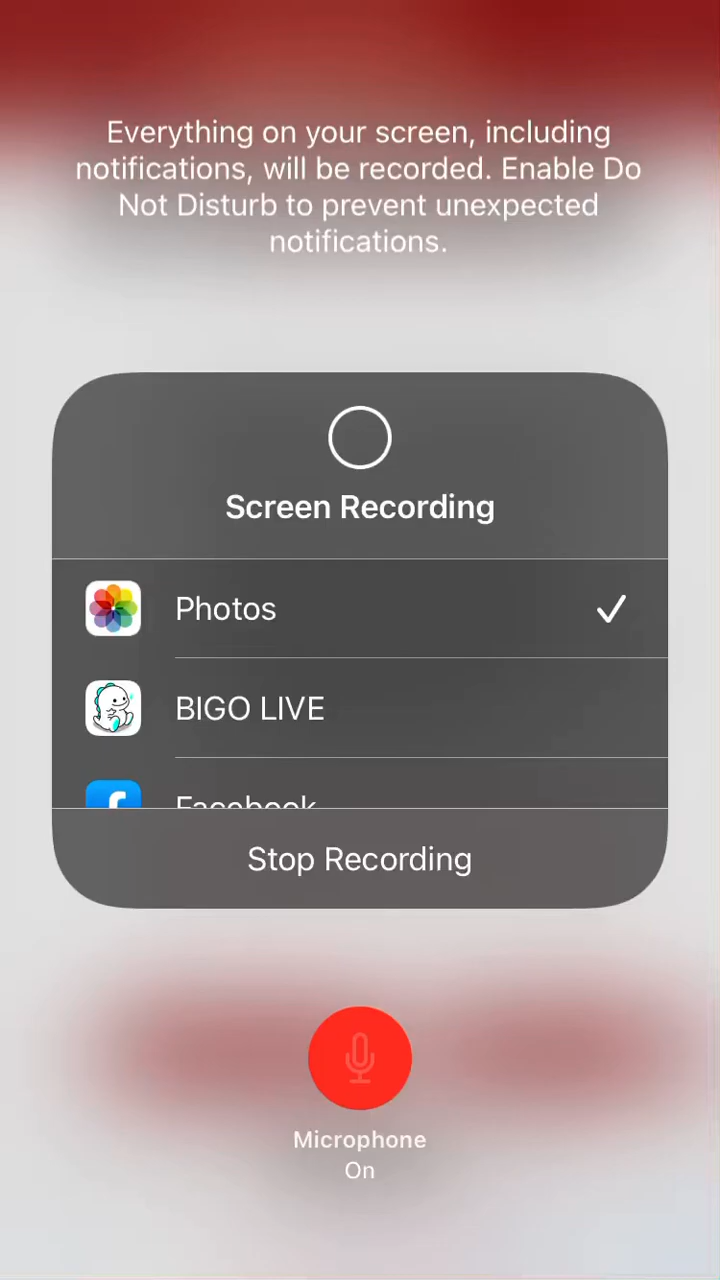 Everything on your screen, including
notifications, will be recorded. Enable Do
Not Disturb to prevent unexpected
notifications.
Screen Recording
Photos
BIGO LIVE
Facebook
Stop Recording
Microphone
On